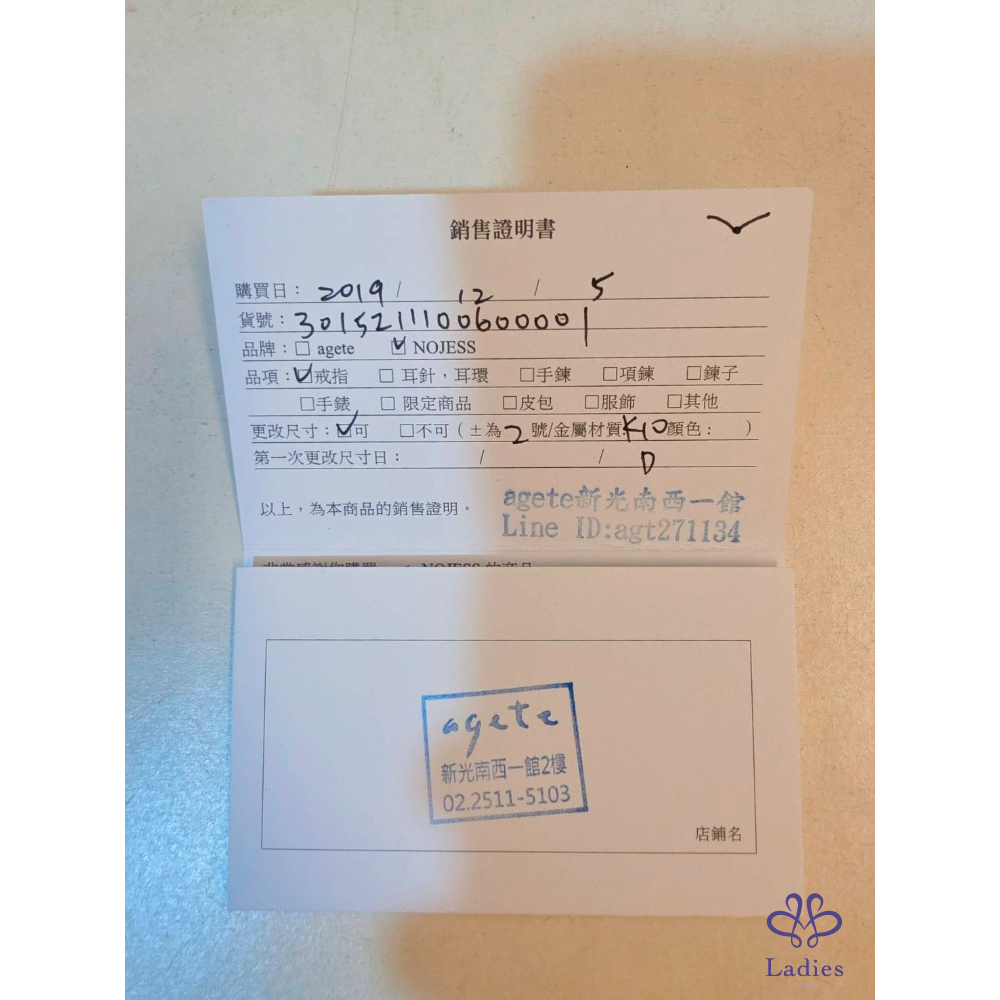 銷售證明書
購買日: 2019 / 12 / 5
貨號: 3015211100600001
品牌: □ agete ☑ NOJESS
品項: ☑戒指 □ 耳針,耳環 □手鍊 □項鍊 □鍊子
□手錶 □ 限定商品 □皮包 □服飾 □其他
更改尺寸: ☑可 □不可 ( ±為 2 號/金屬材質K10顏色: )
D
第一次更改尺寸日: / /
以上,為本商品的銷售證明。
agete新光南西一館
Line ID:agt271134
agete
新光南西一館2樓
02.2511-5103
店鋪名
Ladies